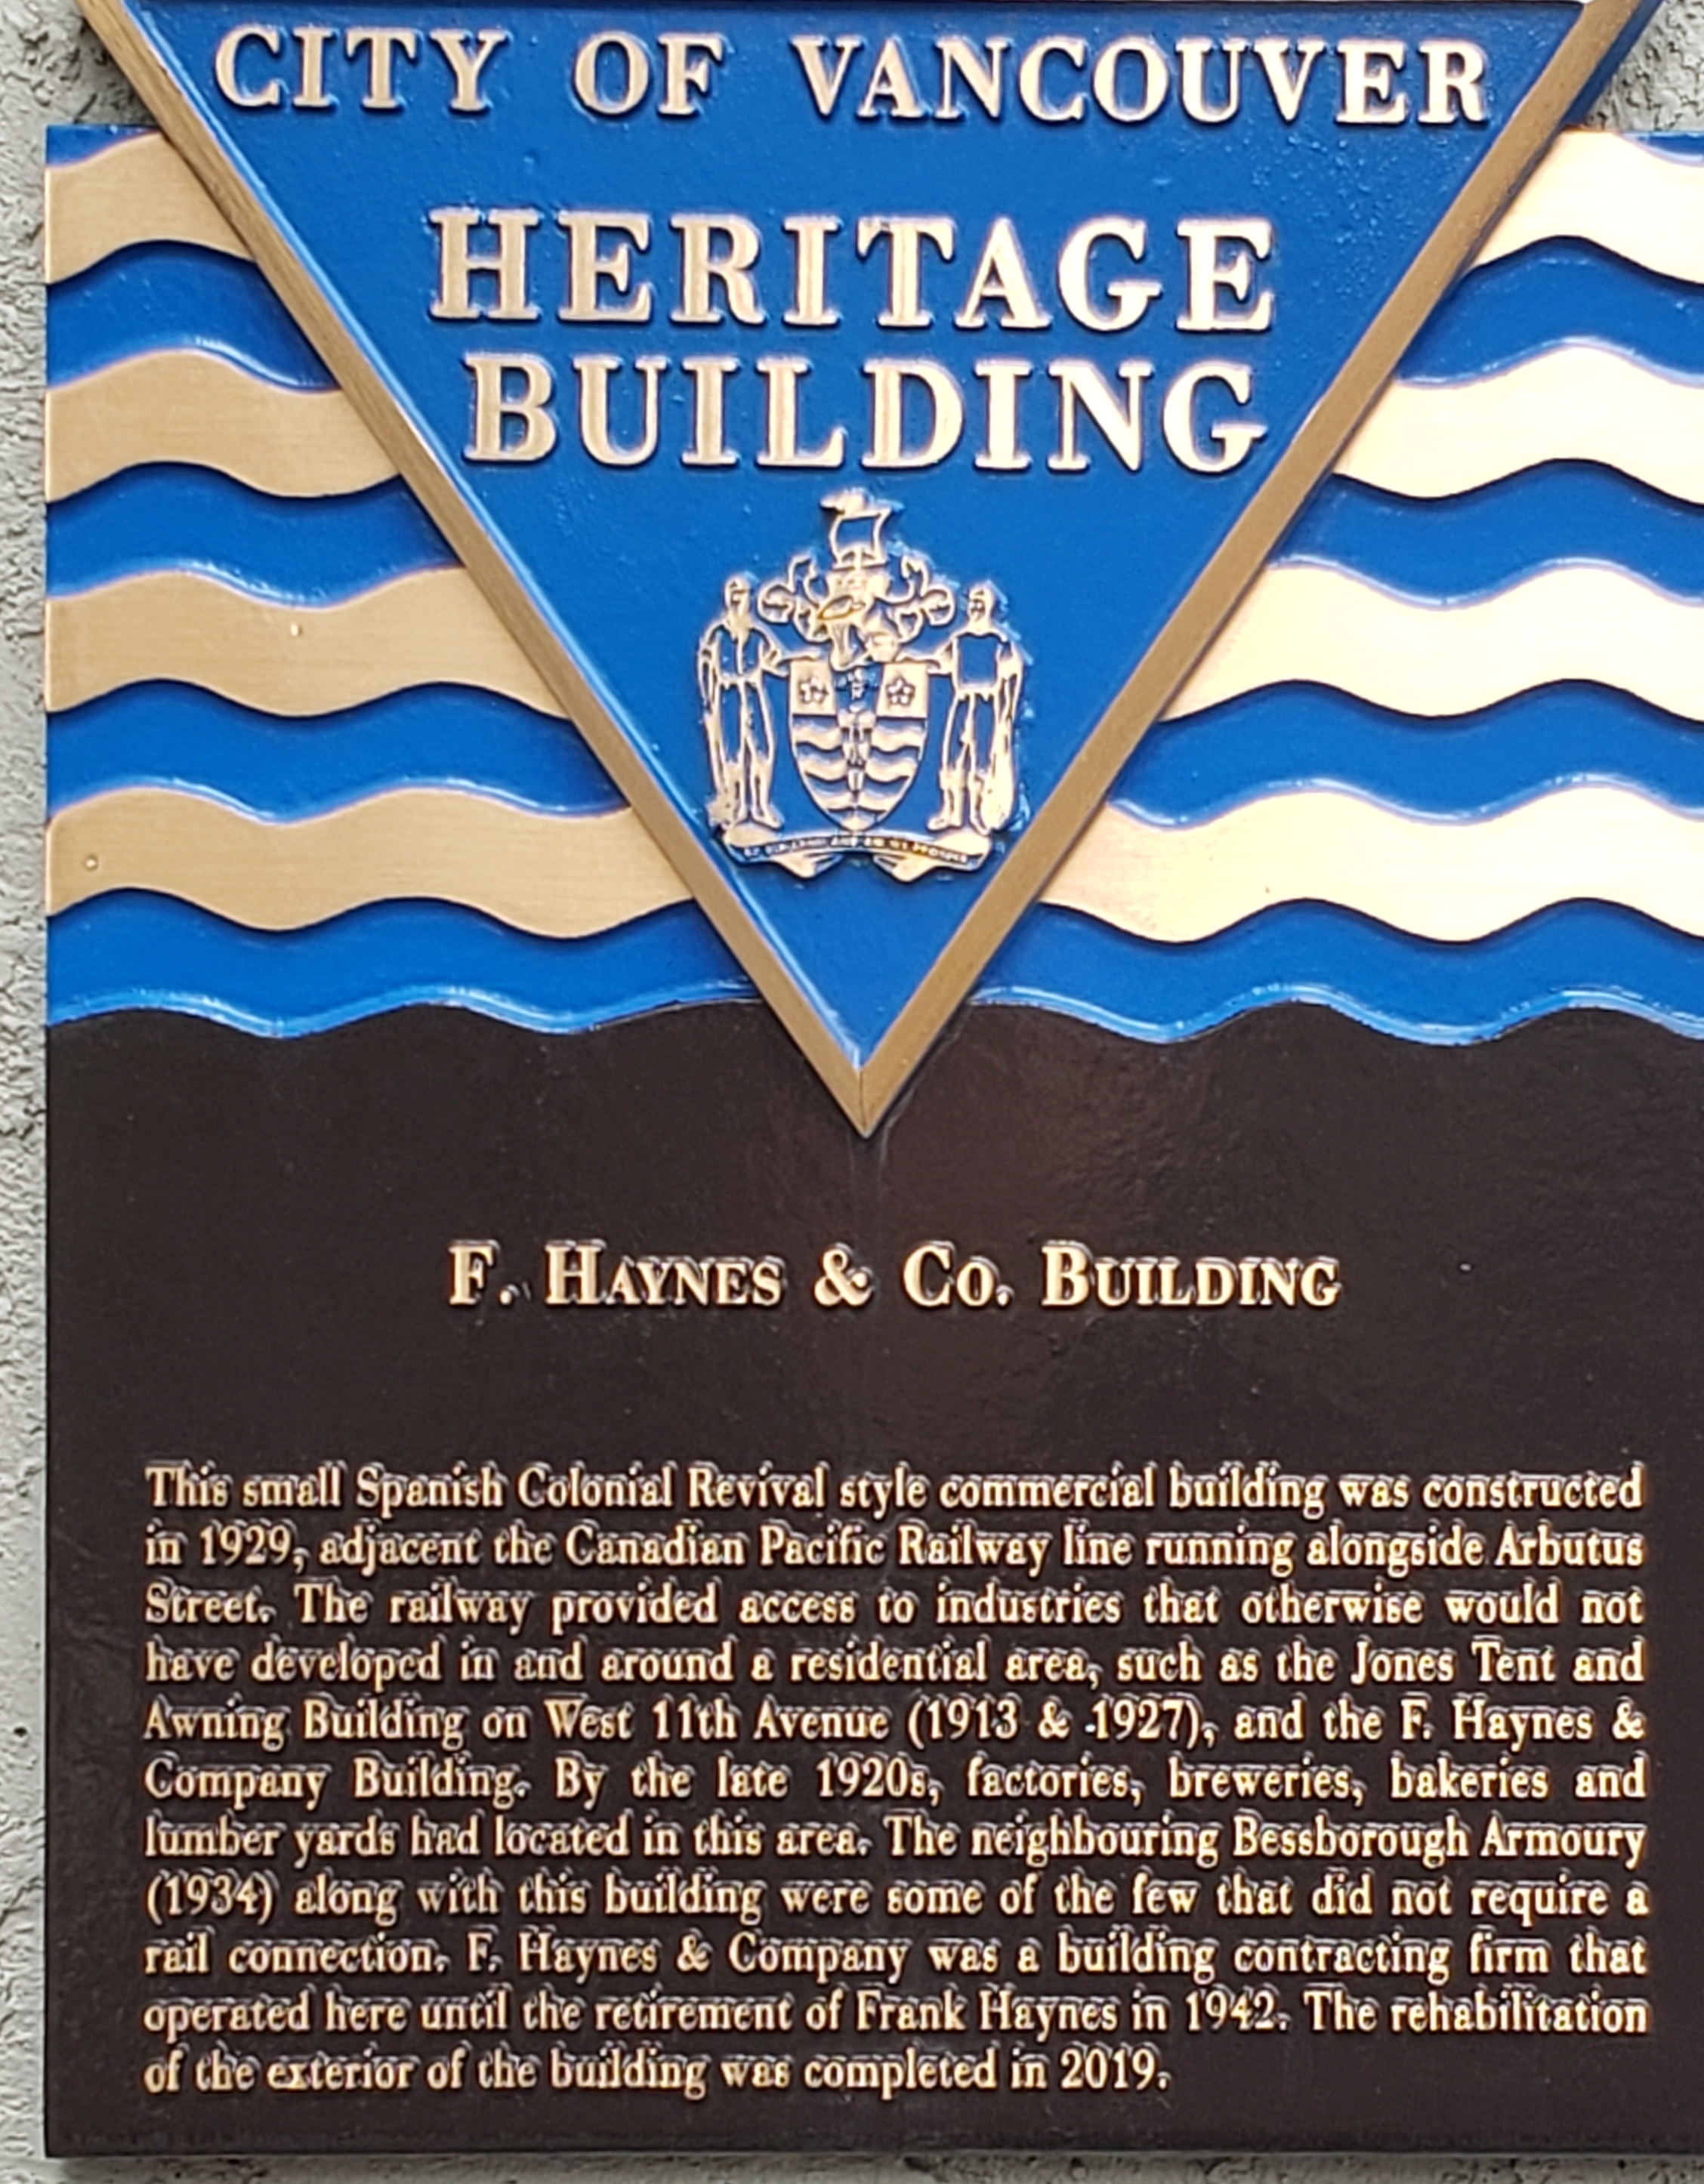 CITY OF VANCOUVER
HERITAGE
BUILDING
F. HAYNES & CO. BUILDING
This small Spanish Colonial Revival style commercial building was constructed
in 1929, adjacent the Canadian Pacific Railway line running alongside Arbutus
Street. The railway provided access to industries that otherwise would not
have developed in and around a residential area, such as the Jones Tent and
Awning Building on West 11th Avenue (1913 & 1927), and the F. Haynes &
Company Building. By the late 1920s, factories, breweries, bakeries and
lumber yards had located in this area. The neighbouring Bessborough Armoury
(1934) along with this building were some of the few that did not require a
rail connection. F. Haynes & Company was a building contracting firm that
operated here until the retirement of Frank Haynes in 1942. The rehabilitation
of the exterior of the building was completed in 2019.